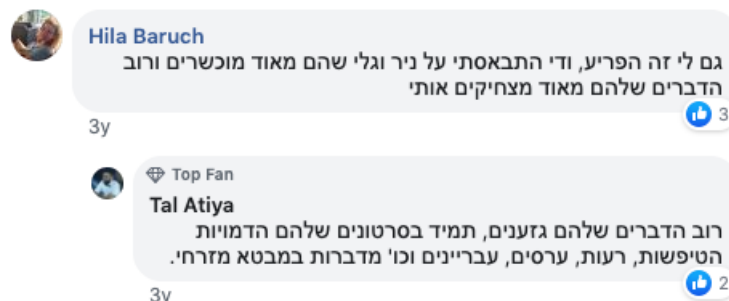 Hila Baruch
גם לי זה הפריע, ודי התבאסתי על ניר וגלי שהם מאוד מוכשרים ורוב
הדברים שלהם מאוד מצחיקים אותי
3
3y
Top Fan
Tal Atiya
רוב הדברים שלהם גזענים, תמיד בסרטונים שלהם הדמויות
הטיפשות, רעות, ערסים, עבריינים וכו' מדברות במבטא מזרחי.
2
3y